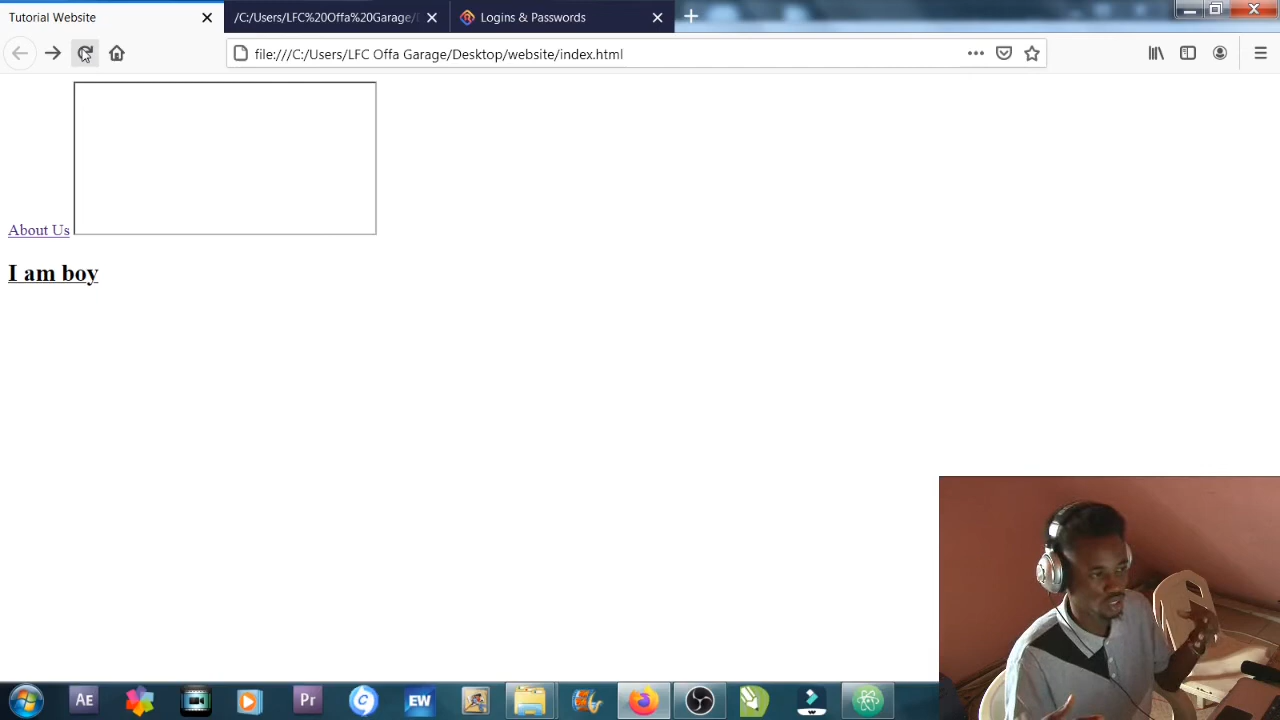 Tutorial Website
/C:/Users/LFC%20Offa%20Garage/
Logins & Passwords
file:///C:/Users/LFC Offa Garage/Desktop/website/index.html
About Us
I am boy
AE
Pr
EW